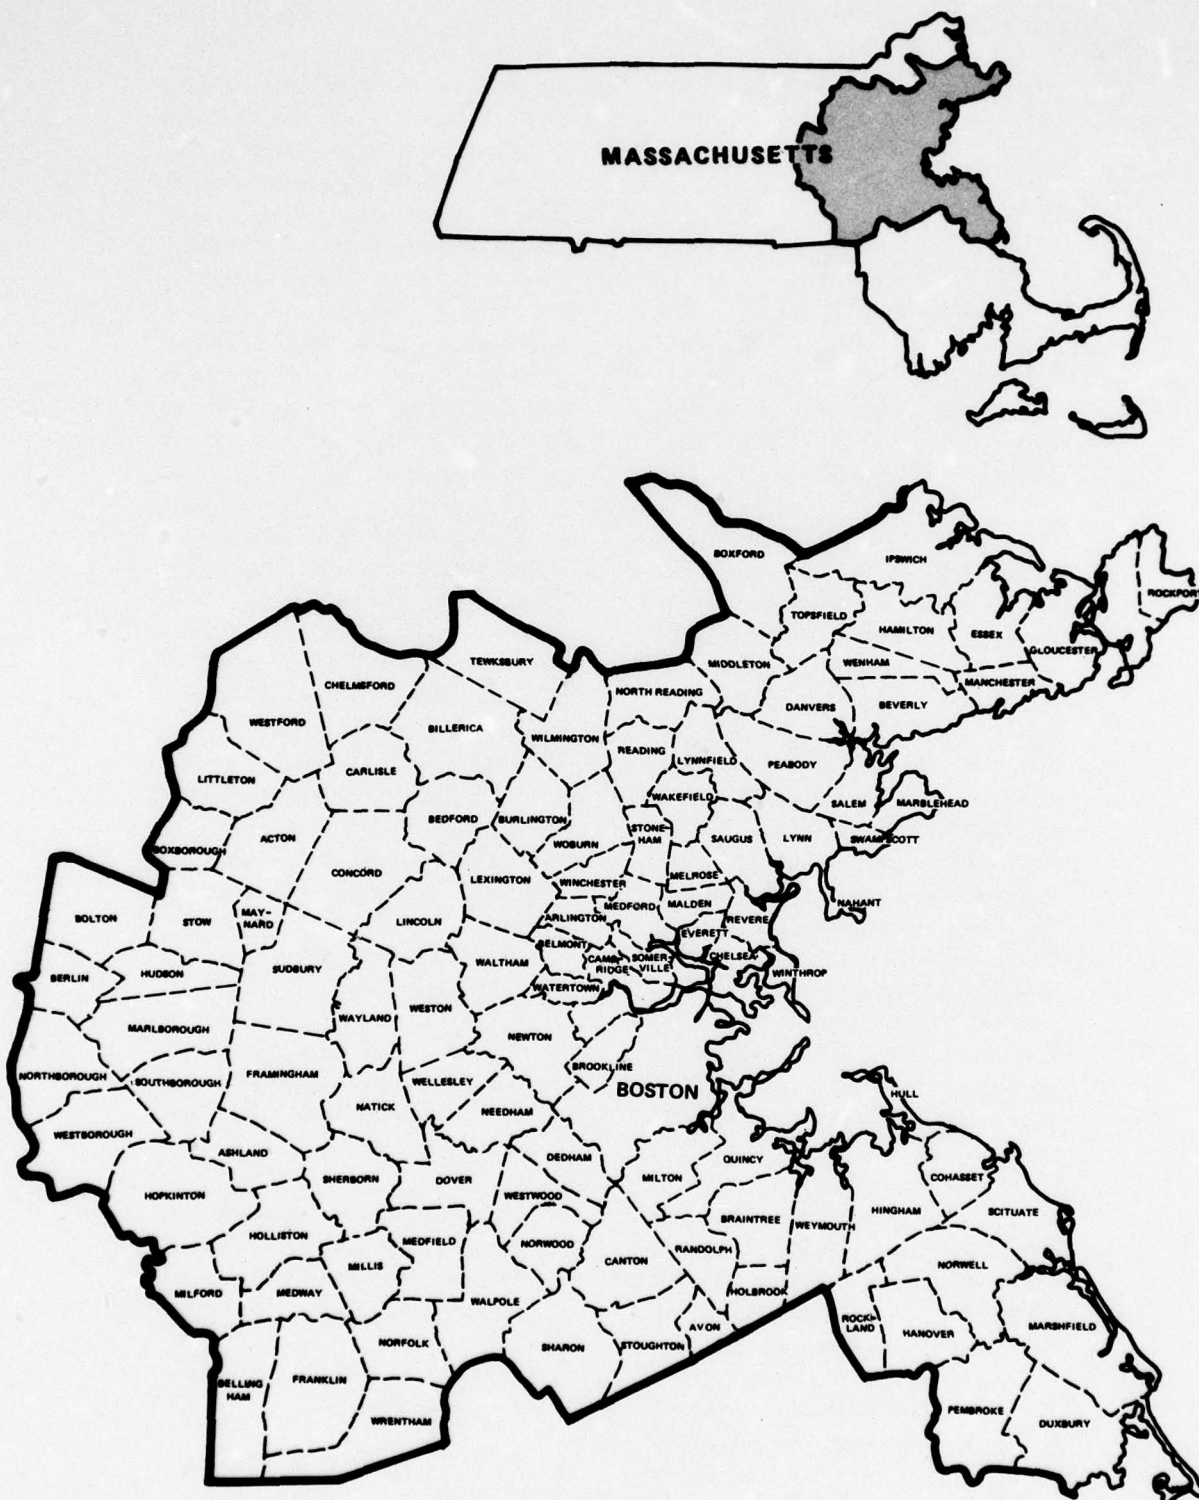 MASSACHUSETTS
BOXFORD
IPSWICH
ROCKPORT
TOPSFIELD
HAMILTON
ESSEX
GLOUCESTER
TEWKSBURY
MIDDLETON
WENHAM
MANCHESTER
CHELMSFORD
NORTH READING
DANVERS
BEVERLY
WESTFORD
BILLERICA
WILMINGTON
READING
LYNNFIELD
PEABODY
LITTLETON
CARLISLE
WAKEFIELD
SALEM
MARBLEHEAD
BOXBOROUGH
ACTON
BEDFORD
BURLINGTON
WOBURN
STONE-
HAM
SAUGUS
LYNN
SWAMPSCOTT
CONCORD
LEXINGTON
WINCHESTER
MELROSE
NAHANT
BOLTON
STOW
MAY-
NARD
LINCOLN
ARLINGTON
MEDFORD
MALDEN
REVERE
EVERETT
BERLIN
HUDSON
SUDBURY
WALTHAM
BELMONT
CAMB-
RIDGE
SOMER-
VILLE
CHELSEA
WINTHROP
WATERTOWN
MARLBOROUGH
WAYLAND
WESTON
NEWTON
BROOKLINE
NORTHBOROUGH
SOUTHBOROUGH
FRAMINGHAM
WELLESLEY
BOSTON
HULL
WESTBOROUGH
NATICK
NEEDHAM
ASHLAND
DEDHAM
QUINCY
HOPKINTON
SHERBORN
DOVER
WESTWOOD
MILTON
COHASSET
SCITUATE
HOLLISTON
MEDFIELD
NORWOOD
CANTON
RANDOLPH
BRAINTREE
WEYMOUTH
HINGHAM
MILFORD
MEDWAY
MILLIS
WALPOLE
HOLBROOK
NORWELL
NORFOLK
SHARON
STOUGHTON
AVON
ROCK-
LAND
HANOVER
MARSHFIELD
BELLING
HAM
FRANKLIN
WRENTHAM
PEMBROKE
DUXBURY